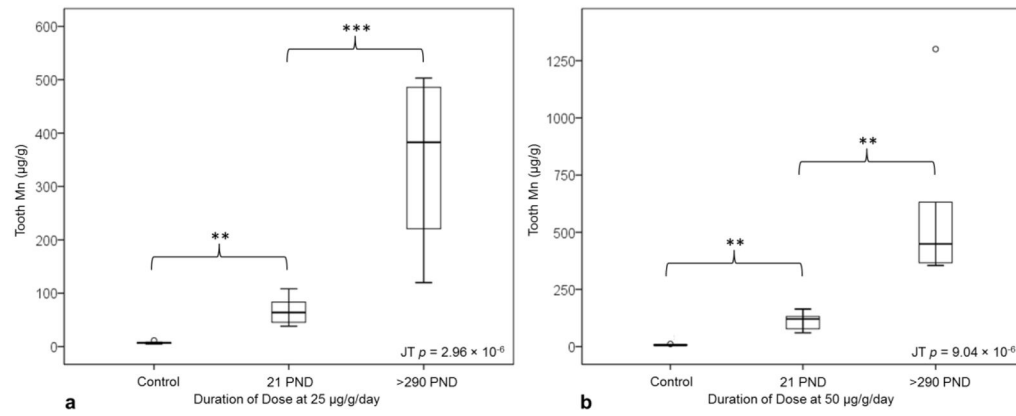 600
500
400
300
200
100
0
Tooth Mn (µg/g)
***
**
JT p = 2.96 × 10-6
Control
21 PND
>290 PND
Duration of Dose at 25 µg/g/day
a
1250
1000
750
500
250
0
Tooth Mn (µg/g)
**
**
JT p = 9.04 × 10-6
Control
21 PND
>290 PND
Duration of Dose at 50 µg/g/day
b